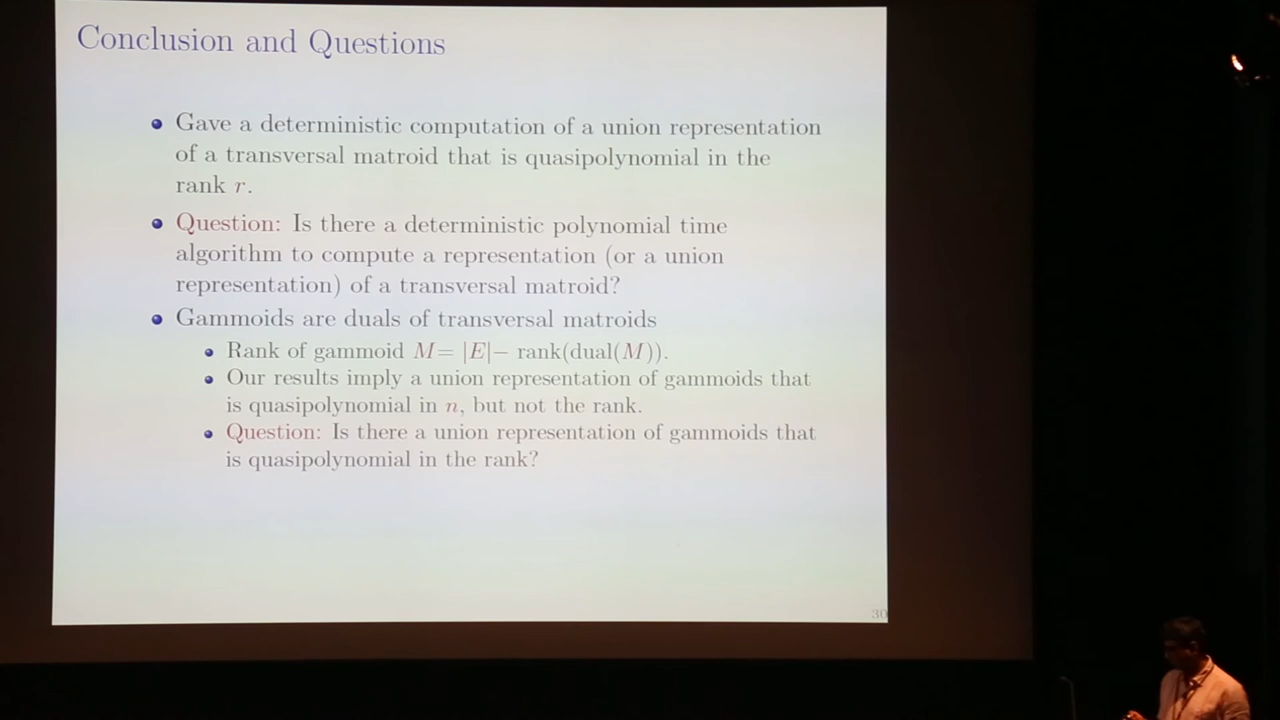 Conclusion and Questions
Gave a deterministic computation of a union representation
of a transversal matroid that is quasipolynomial in the
rank r.
Question: Is there a deterministic polynomial time
algorithm to compute a representation (or a union
representation) of a transversal matroid?
Gammoids are duals of transversal matroids
Rank of gammoid M= |E|− rank(dual(M)).
Our results imply a union representation of gammoids that
is quasipolynomial in n, but not the rank.
Question: Is there a union representation of gammoids that
is quasipolynomial in the rank?
30